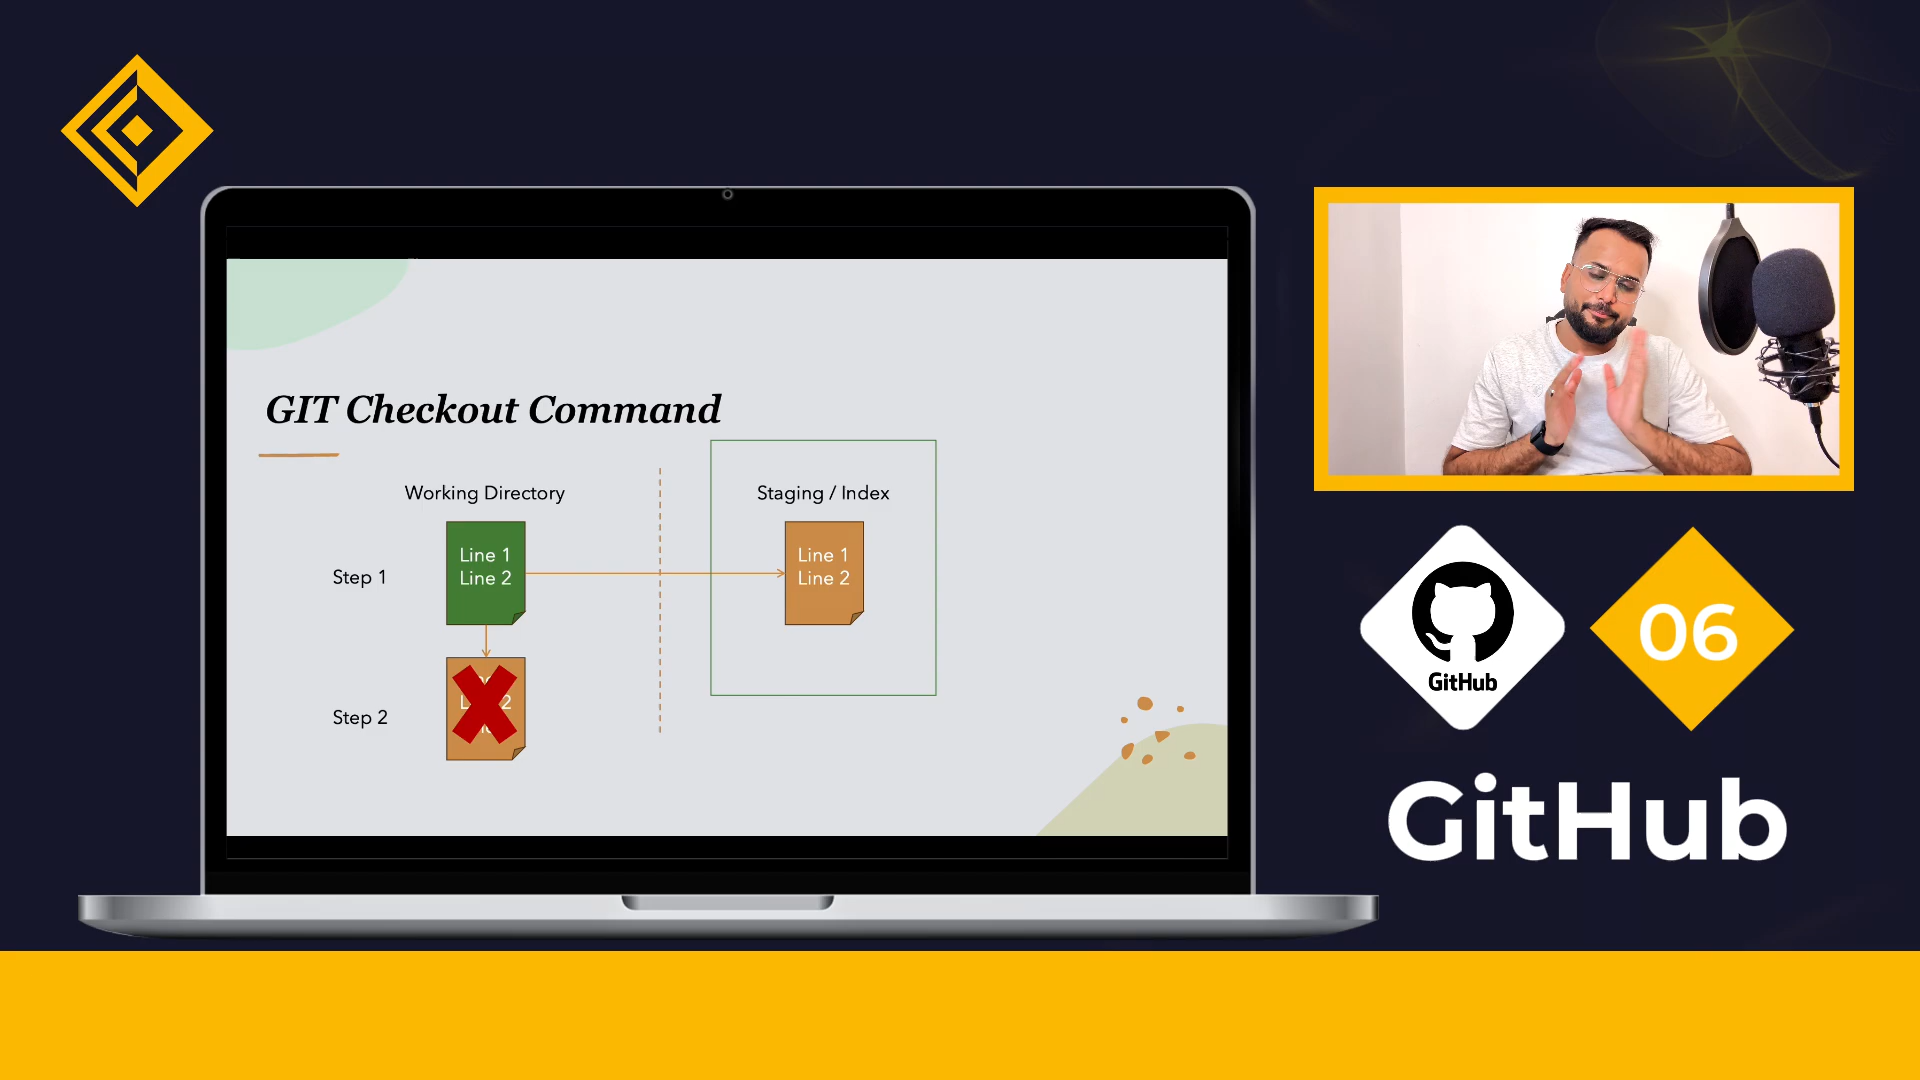 GIT Checkout Command
Working Directory
Staging / Index
Step 1
Line 1
Line 2
Line 1
Line 2
Step 2
GitHub
06
GitHub